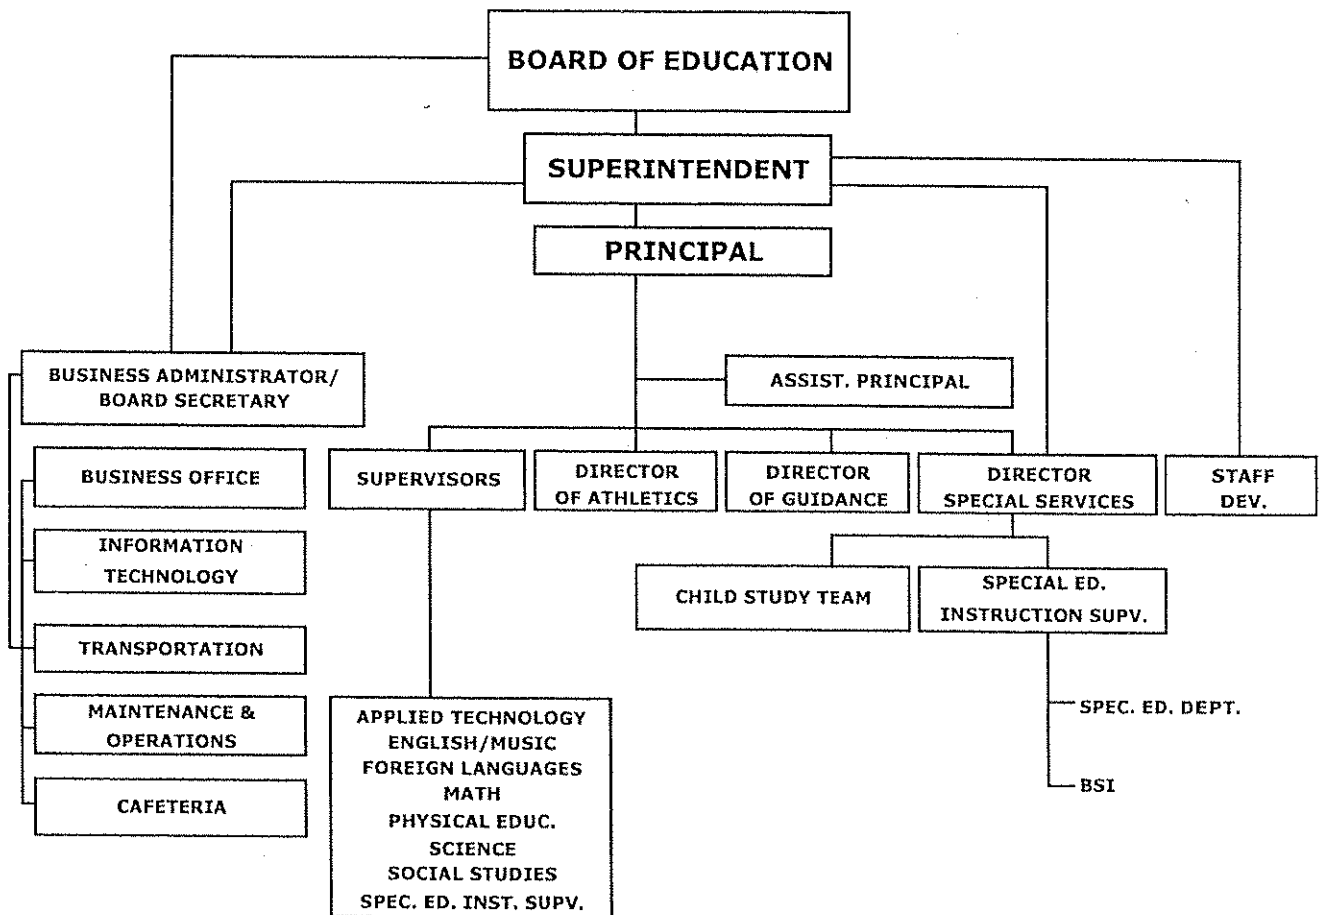 BOARD OF EDUCATION
SUPERINTENDENT
PRINCIPAL
BUSINESS ADMINISTRATOR/
BOARD SECRETARY
ASSIST. PRINCIPAL
BUSINESS OFFICE
SUPERVISORS
DIRECTOR
OF ATHLETICS
DIRECTOR
OF GUIDANCE
DIRECTOR
SPECIAL SERVICES
STAFF
DEV.
INFORMATION
TECHNOLOGY
CHILD STUDY TEAM
SPECIAL ED.
INSTRUCTION SUPV.
TRANSPORTATION
MAINTENANCE &
OPERATIONS
CAFETERIA
APPLIED TECHNOLOGY
ENGLISH/MUSIC
FOREIGN LANGUAGES
MATH
PHYSICAL EDUC.
SCIENCE
SOCIAL STUDIES
SPEC. ED. INST. SUPV.
SPEC. ED. DEPT.
BSI